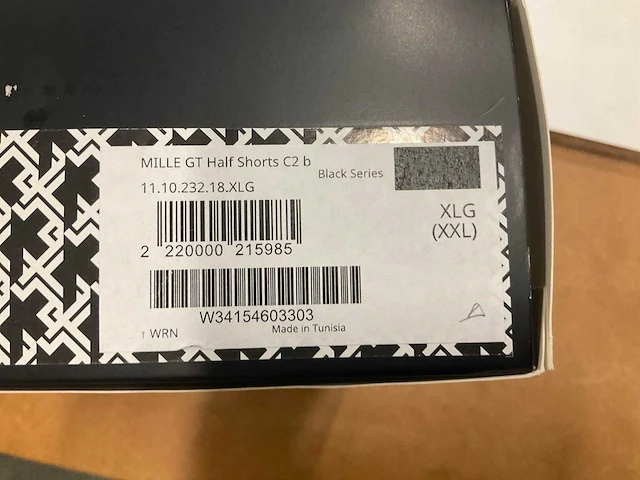 MILLE GT Half Shorts C2 b
Black Series
11.10.232.18.XLG
XLG
(XXL)
2 220000 215985
W34154603303
↑ WRN
Made in Tunisia